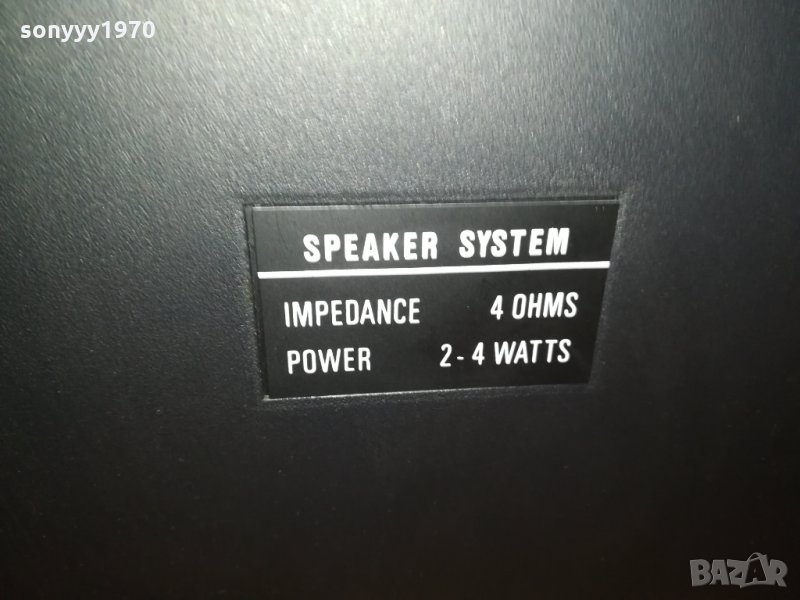 sonyyy1970
SPEAKER SYSTEM
IMPEDANCE 4 OHMS
POWER 2-4 WATTS
BAZAR